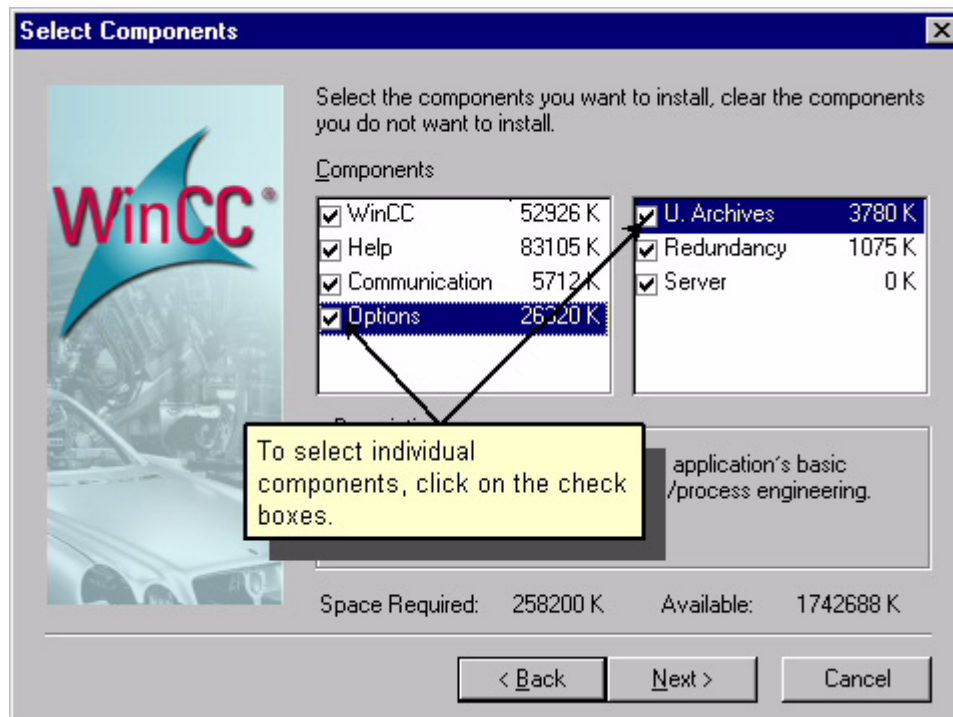 Select Components
WinCC®
Select the components you want to install, clear the components
you do not want to install.
Components
WinCC 52926 K
Help 83105 K
Communication 5712 K
Options 26320 K
U. Archives 3780 K
Redundancy 1075 K
Server 0 K
To select individual
components, click on the check
boxes.
application´s basic
/process engineering.
Space Required: 258200 K Available: 1742688 K
< Back Next > Cancel